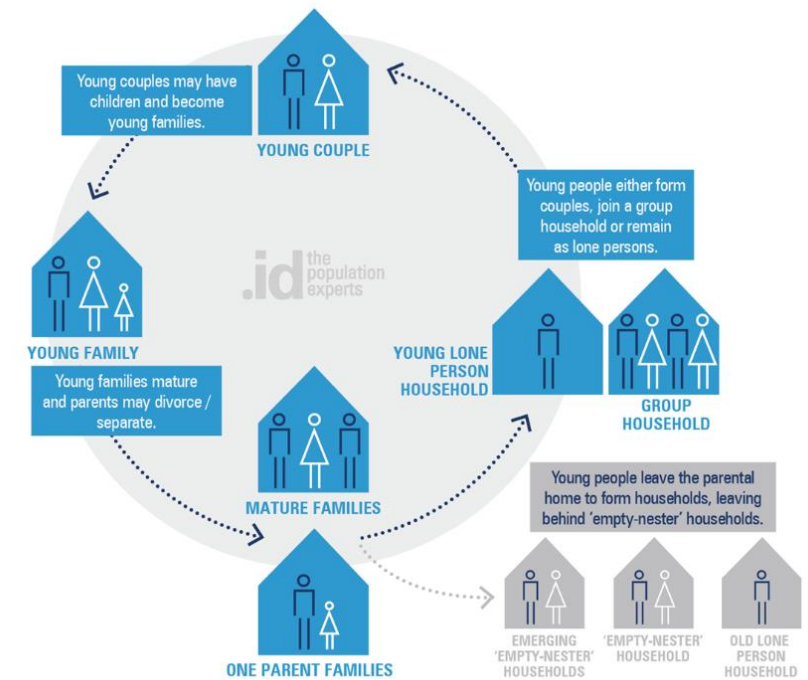 Young couples may have
children and become
young families.
YOUNG COUPLE
Young people either form
couples, join a group
household or remain
as lone persons.
.id the
population
experts
YOUNG FAMILY
YOUNG LONE
PERSON
HOUSEHOLD
GROUP
HOUSEHOLD
Young families mature
and parents may divorce /
separate.
MATURE FAMILIES
Young people leave the parental
home to form households, leaving
behind ‘empty-nester’ households.
ONE PARENT FAMILIES
EMERGING
‘EMPTY-NESTER’
HOUSEHOLDS
‘EMPTY-NESTER’
HOUSEHOLD
OLD LONE
PERSON
HOUSEHOLD